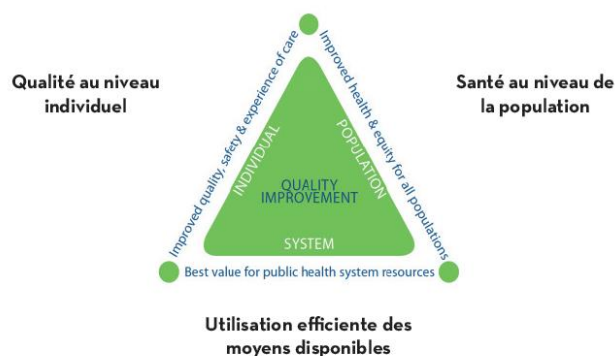 Qualité au niveau
individuel
Improved quality, safety & experience of care
Improved health & equity for all populations
Santé au niveau de
la population
INDIVIDUAL
POPULATION
QUALITY
IMPROVEMENT
SYSTEM
Best value for public health system resources
Utilisation efficiente des
moyens disponibles